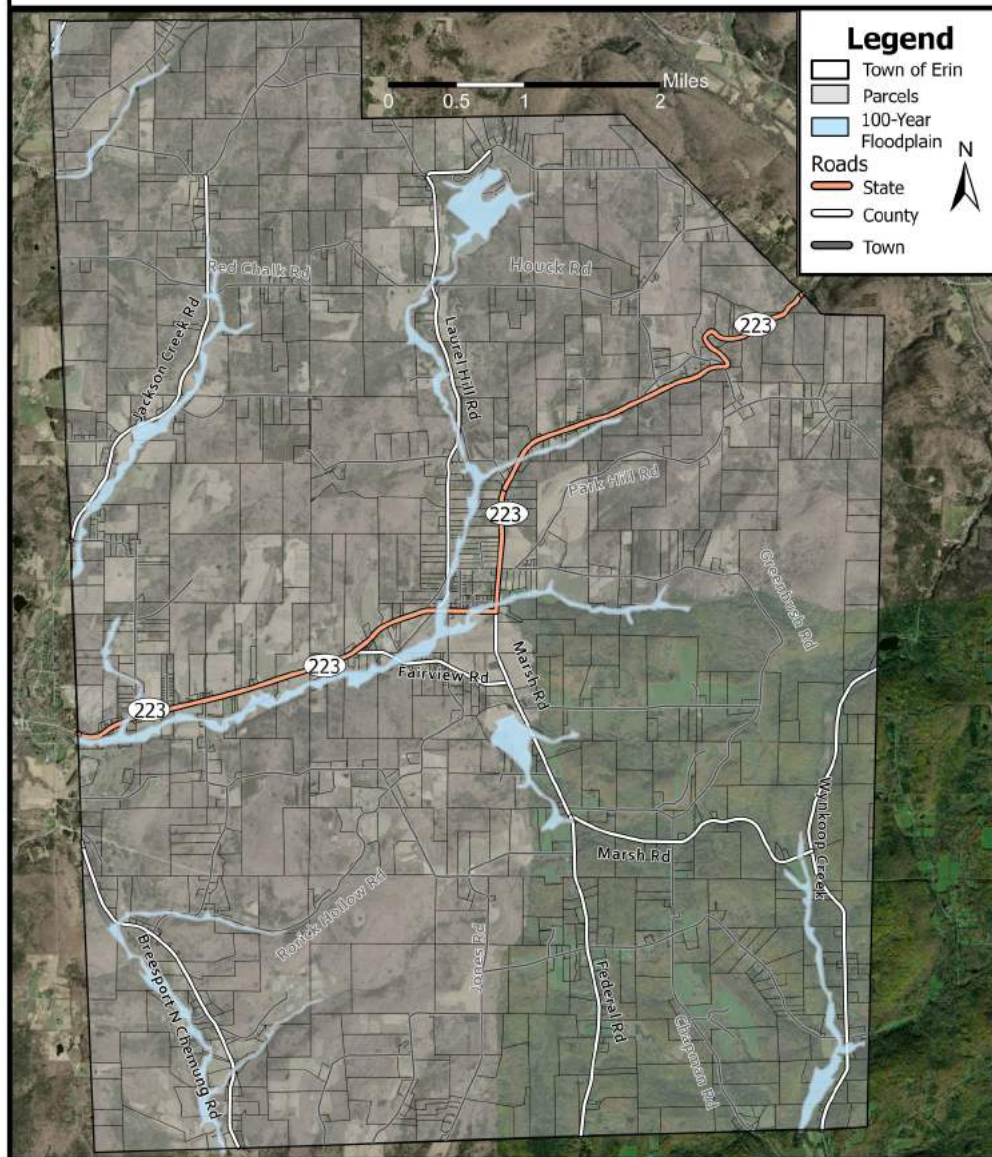 Legend
Town of Erin
Parcels
100-Year
Floodplain
Roads
State
County
Town
N
Miles
0 0.5 1 2
Red Chalk Rd
Houck Rd
Jackson Creek Rd
Laurel Hill Rd
223
Park Hill Rd
223
Greenbush Rd
223
Fairview Rd
Marsh Rd
223
Wynkoop Creek
Marsh Rd
Rorick Hollow Rd
Jones Rd
Breesport N Chemung Rd
Federal Rd
Chapman Rd